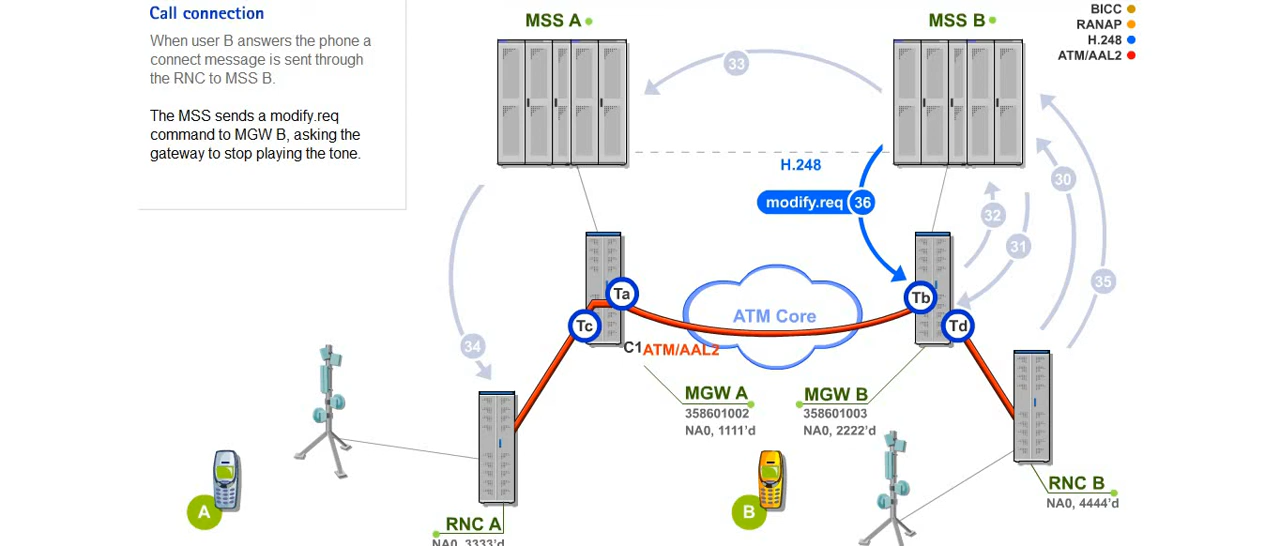 Call connection
When user B answers the phone a
connect message is sent through
the RNC to MSS B.
The MSS sends a modify.req
command to MGW B, asking the
gateway to stop playing the tone.
MSS A
MSS B
BICC
RANAP
H.248
ATM/AAL2
33
H.248
modify.req 36
30
32
31
35
34
Ta
Tc
ATM Core
Tb
Td
C1 ATM/AAL2
MGW A
358601002
NA0, 1111'd
MGW B
358601003
NA0, 2222'd
A
B
RNC A
NA0, 3333'd
RNC B
NA0, 4444'd